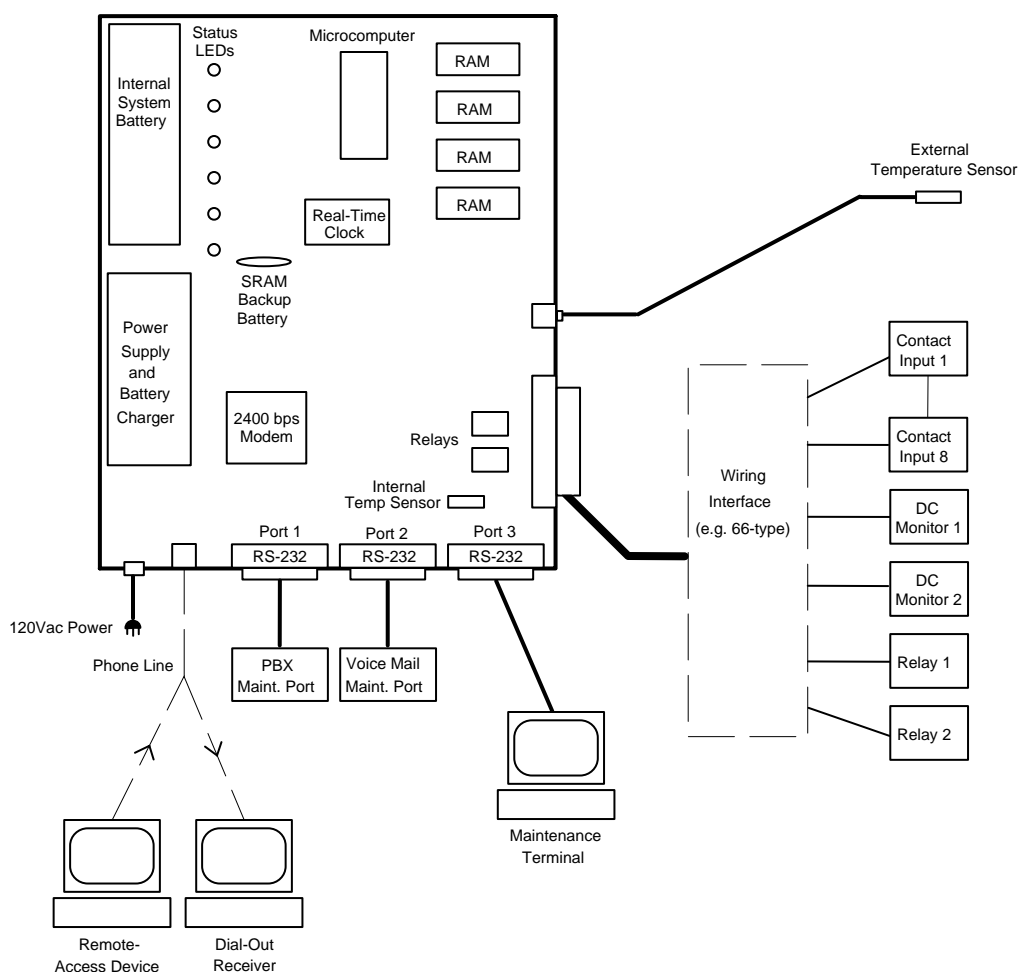 Status
LEDs
Microcomputer
Internal
System
Battery
RAM
RAM
RAM
RAM
Real-Time
Clock
SRAM
Backup
Battery
External
Temperature Sensor
Power
Supply
and
Battery
Charger
2400 bps
Modem
Relays
Internal
Temp Sensor
Port 1
RS-232
Port 2
RS-232
Port 3
RS-232
Wiring
Interface
(e.g. 66-type)
Contact
Input 1
Contact
Input 8
DC
Monitor 1
DC
Monitor 2
Relay 1
Relay 2
120Vac Power
Phone Line
PBX
Maint. Port
Voice Mail
Maint. Port
Maintenance
Terminal
Remote-
Access Device
Dial-Out
Receiver